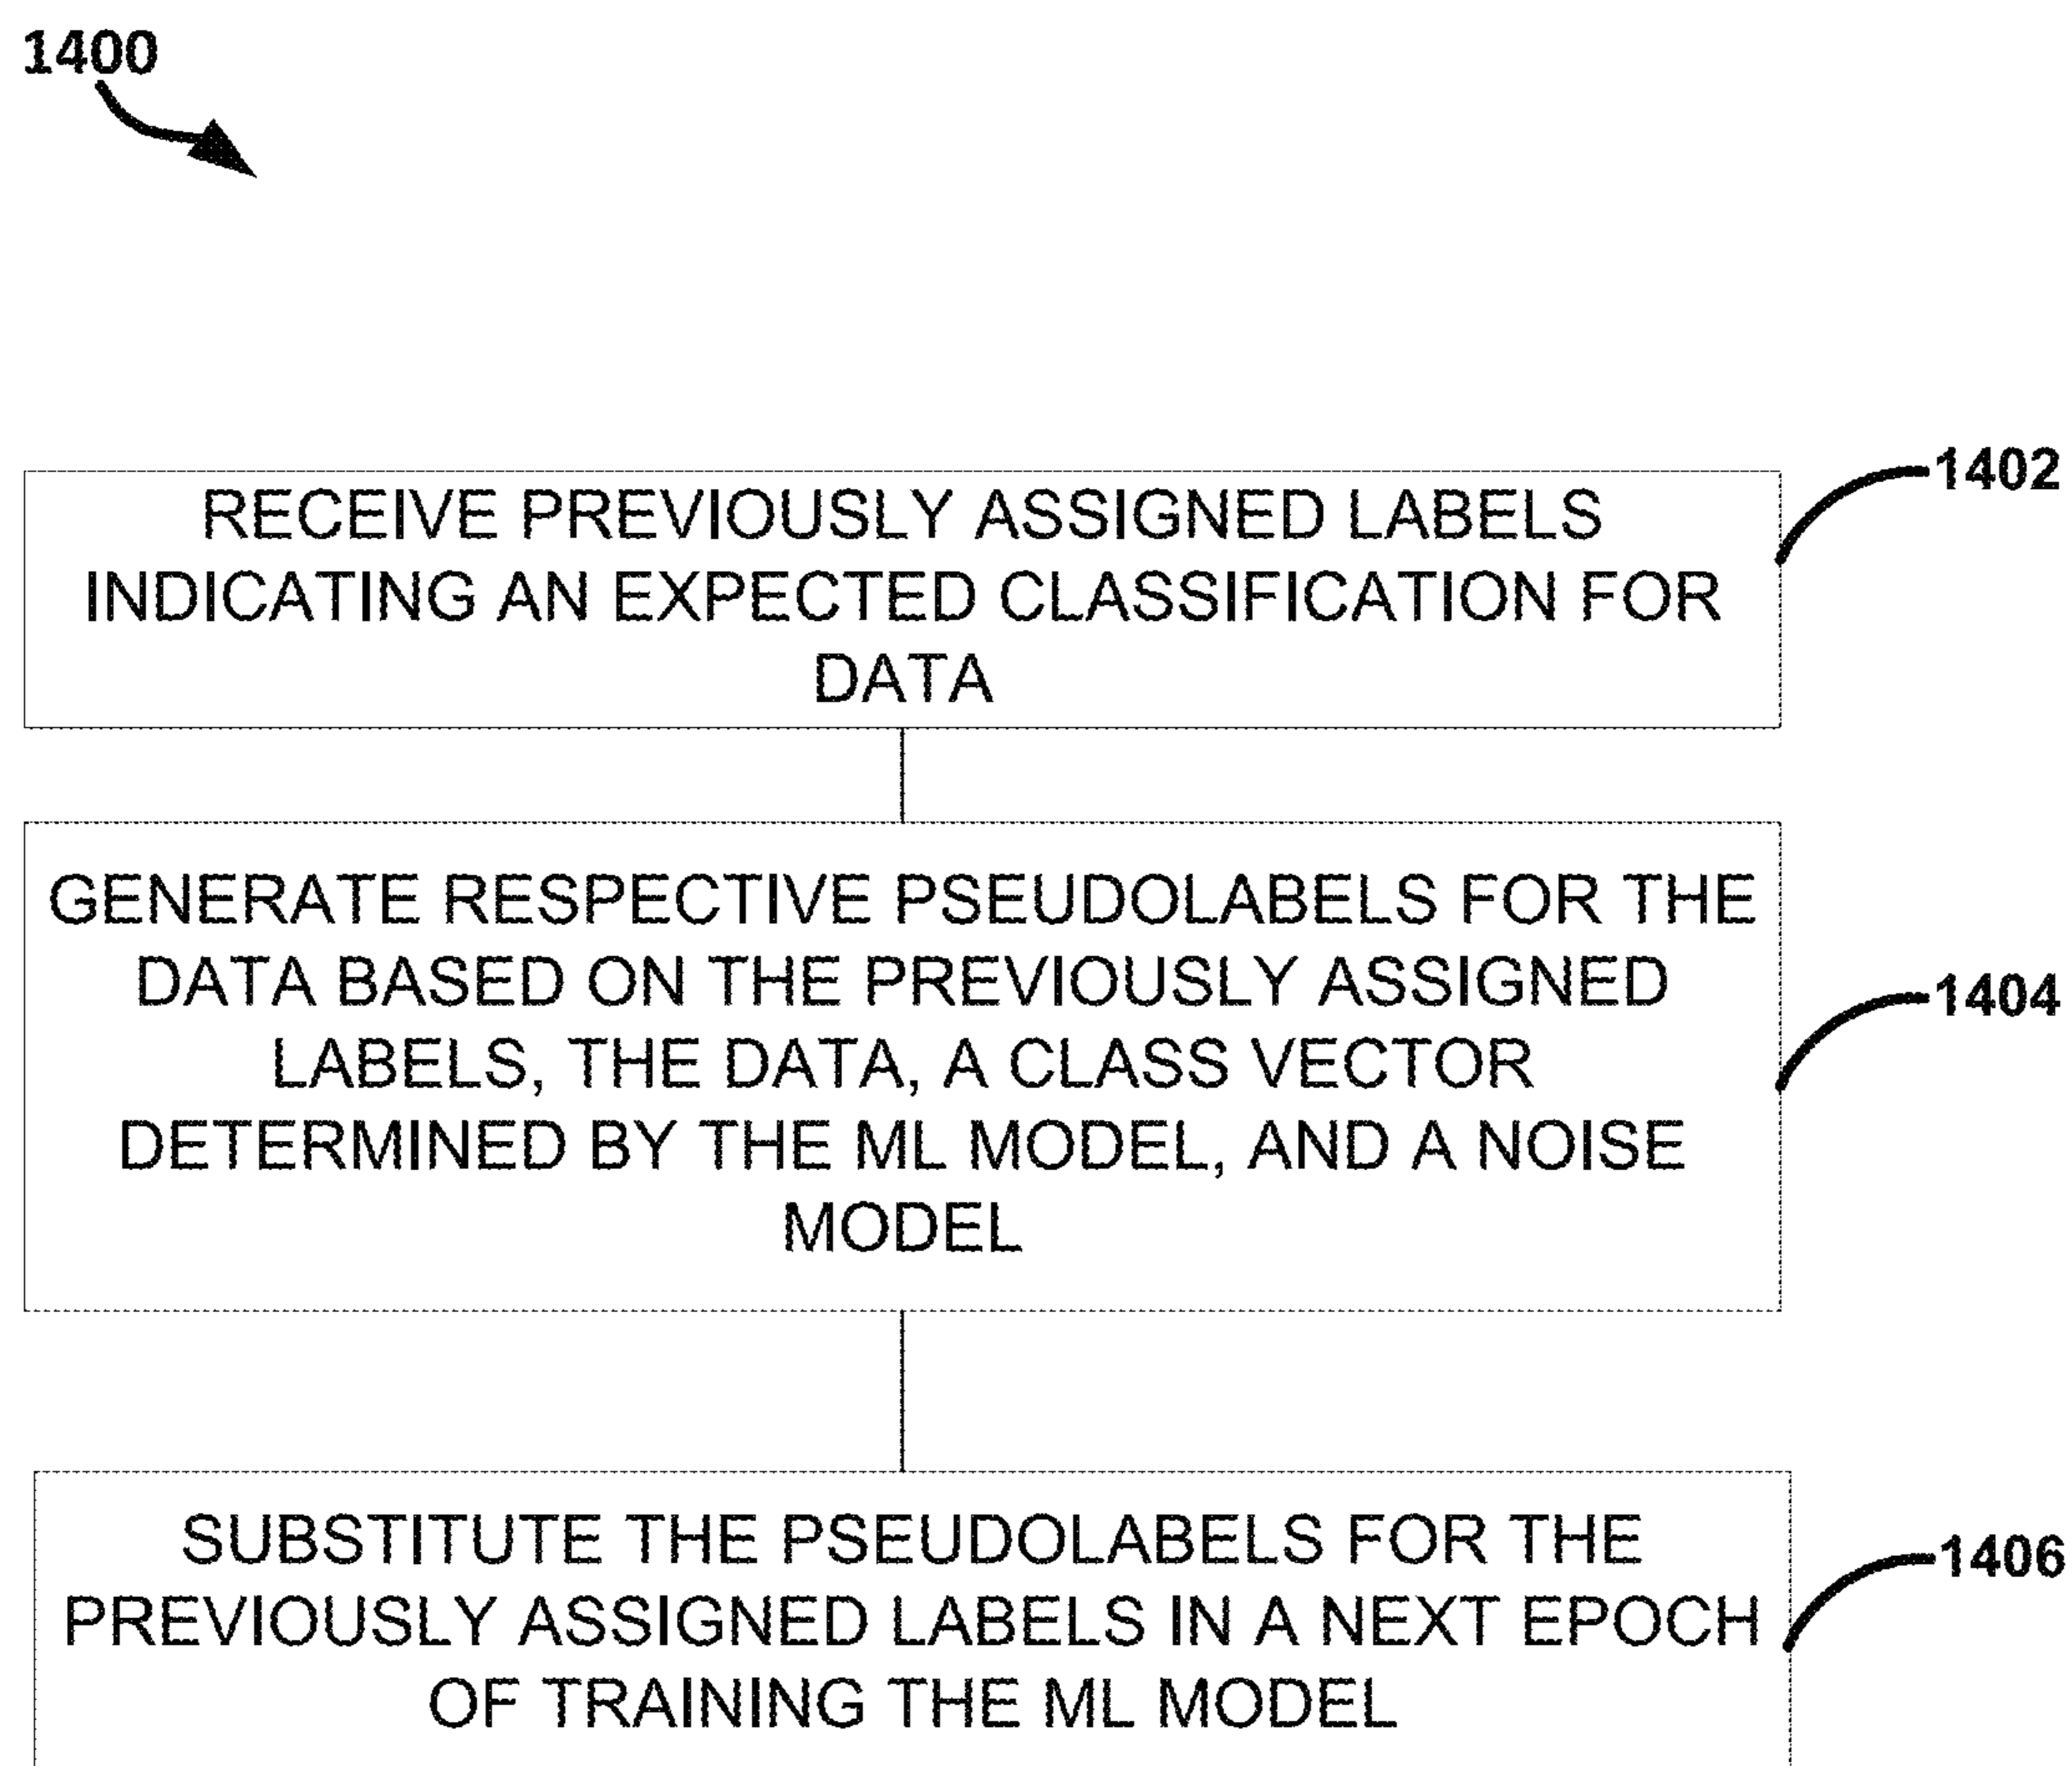 1400
1402
RECEIVE PREVIOUSLY ASSIGNED LABELS
INDICATING AN EXPECTED CLASSIFICATION FOR
DATA
GENERATE RESPECTIVE PSEUDOLABELS FOR THE
DATA BASED ON THE PREVIOUSLY ASSIGNED
1404
LABELS, THE DATA, A CLASS VECTOR
DETERMINED BY THE ML MODEL, AND A NOISE
MODEL
SUBSTITUTE THE PSEUDOLABELS FOR THE
1406
PREVIOUSLY ASSIGNED LABELS IN A NEXT EPOCH
OF TRAINING THE ML MODEL